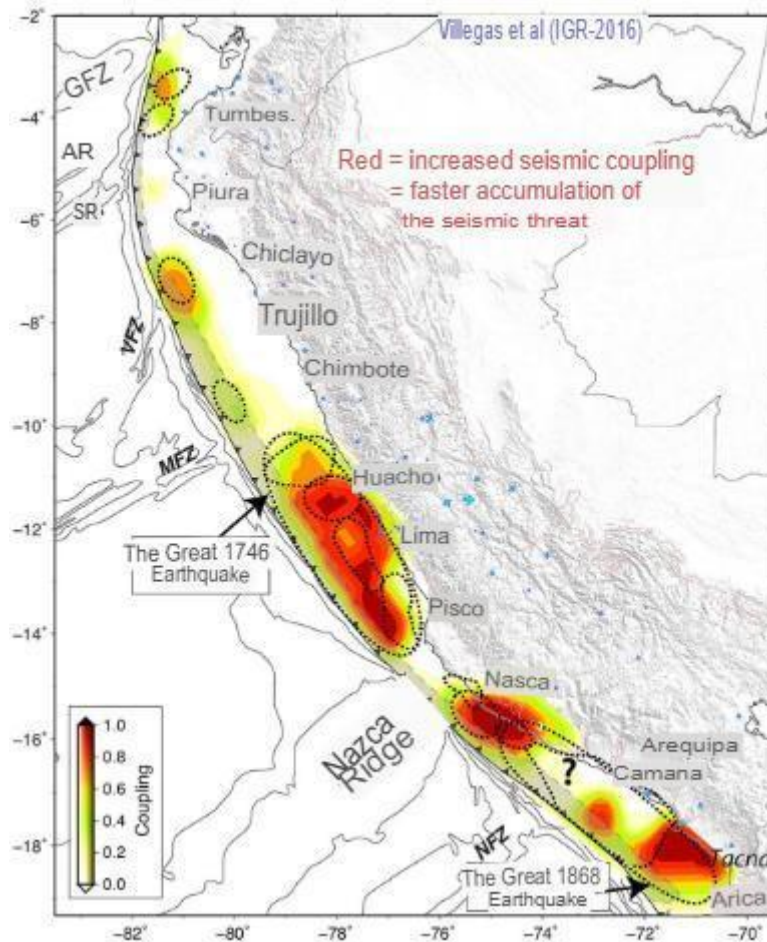 Villegas et al (IGR-2016)
-2°
GFZ
Tumbes.
-4°
AR
Red = increased seismic coupling
= faster accumulation of
the seismic threat
Piura
SR
-6°
Chiclayo
Trujillo
-8°
VFZ
Chimbote
-10°
MFZ
Huacho
-12°
Lima
The Great 1746
Earthquake
Pisco
-14°
Nasca
1.0
0.8
0.6
0.4
0.2
0.0
Coupling
Nazca
Ridge
-16°
Arequipa
?
Camana
-18°
NFZ
Tacna
The Great 1868
Earthquake
Arica
-82°
-80°
-78°
-76°
-74°
-72°
-70°